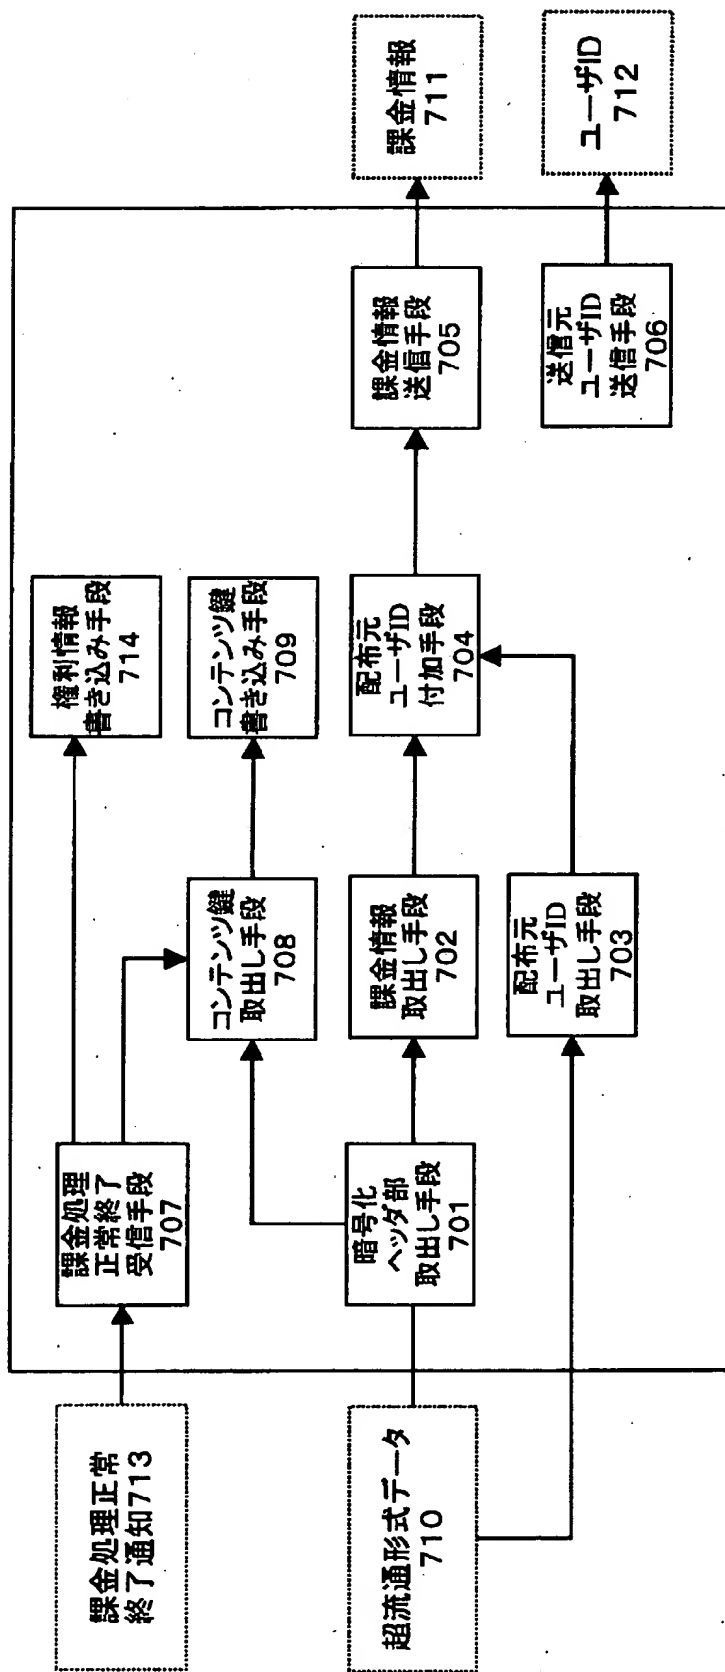 課金処理正常
終了通知713
超流通形式データ
710
課金処理
正常終了
受信手段
707
暗号化
ヘッダ部
取出し手段
701
コンテンツ鍵
取出し手段
708
課金情報
取出し手段
702
配布元
ユーザID
取出し手段
703
権利情報
書き込み手段
714
コンテンツ鍵
書き込み手段
709
配布元
ユーザID
付加手段
704
課金情報
送信手段
705
送信元
ユーザID
送信手段
706
課金情報
711
ユーザID
712